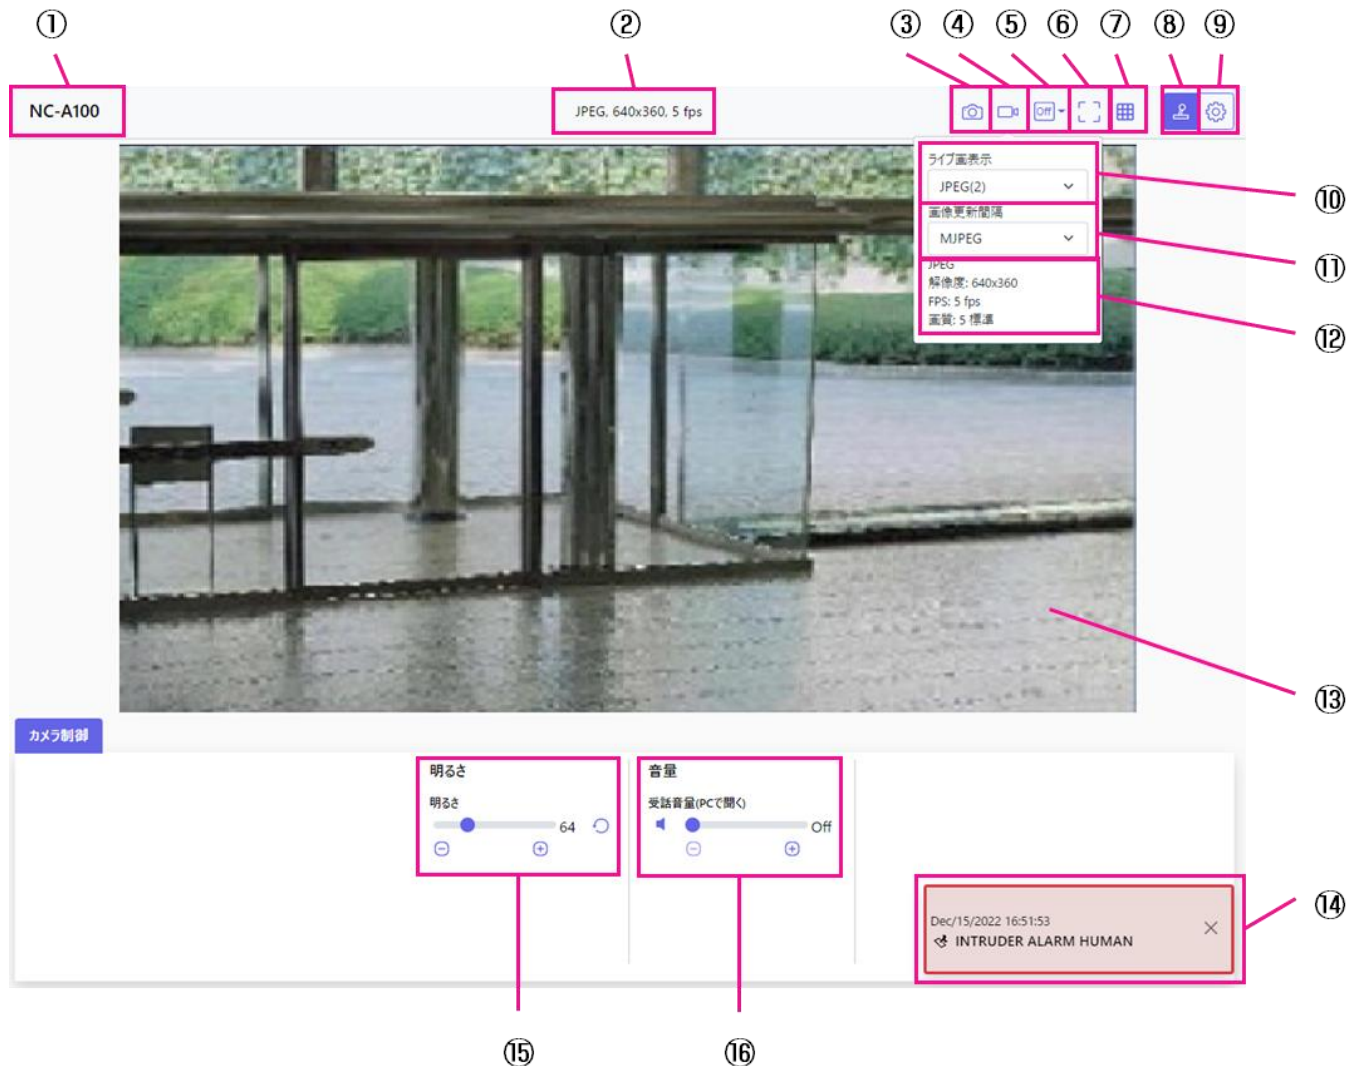 ① ② ③ ④ ⑤ ⑥ ⑦ ⑧ ⑨
NC-A100
JPEG, 640x360, 5 fps
Off
ライブ画表示
JPEG(2)
⑩
画像更新間隔
MJPEG
⑪
JPEG
解像度: 640x360
FPS: 5 fps
画質: 5 標準
⑫
⑬
カメラ制御
明るさ
明るさ
64
音量
受話音量(PCで聞く)
Off
Dec/15/2022 16:51:53
INTRUDER ALARM HUMAN
⑭
⑮ ⑯